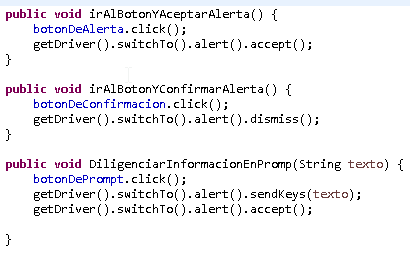 public void irAlBotonYAceptarAlerta() {
botonDeAlerta.click();
getDriver().switchTo().alert().accept();
}
public void irAlBotonYConfirmarAlerta() {
botonDeConfirmacion.click();
getDriver().switchTo().alert().dismiss();
}
public void DiligenciarInformacionEnPromp(String texto) {
botonDePrompt.click();
getDriver().switchTo().alert().sendKeys(texto);
getDriver().switchTo().alert().accept();
}